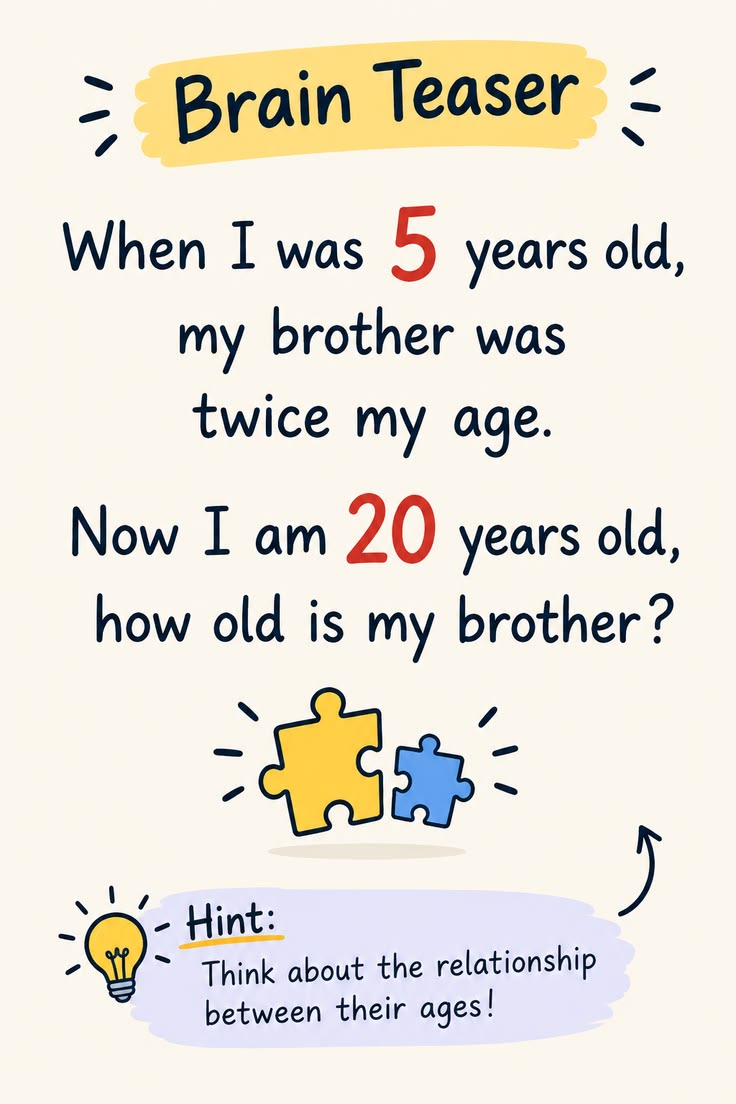 Brain Teaser
When I was 5 years old,
my brother was
twice my age.
Now I am 20 years old,
how old is my brother?
Hint:
Think about the relationship
between their ages!